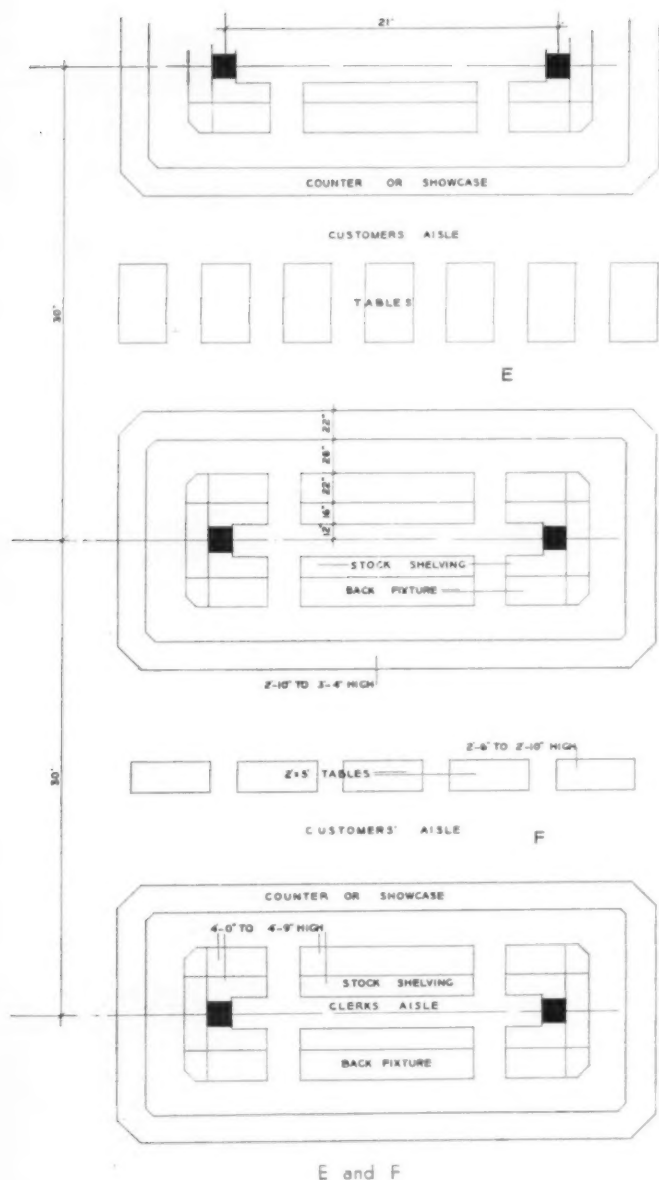 21'
COUNTER OR SHOWCASE
CUSTOMERS AISLE
30'
TABLES
E
22"
28"
22"
16"
12"
STOCK SHELVING
BACK FIXTURE
2'-10" TO 3'-4" HIGH
2'-6" TO 2'-10" HIGH
30'
2'x5' TABLES
CUSTOMERS' AISLE
F
COUNTER OR SHOWCASE
4'-0" TO 4'-9" HIGH
STOCK SHELVING
CLERKS AISLE
BACK FIXTURE
E and F